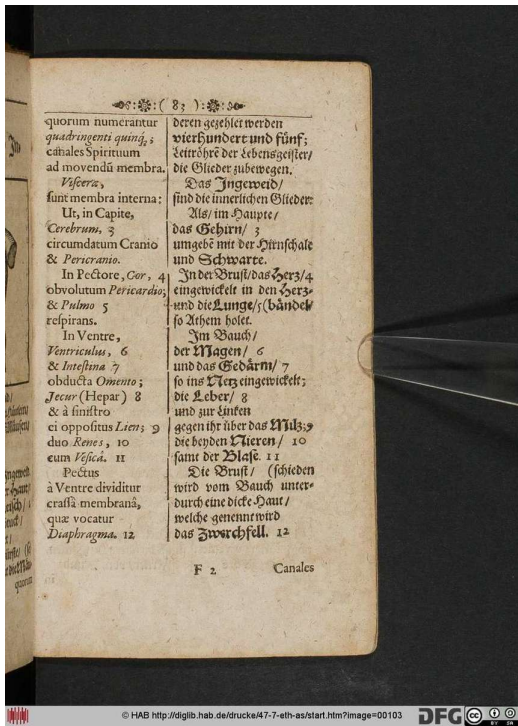 ( 83 )
quorum numerantur
quadringenti quinq;;
canales Spirituum
ad movendū membra.
Viscera,
sunt membra interna:
Ut, in Capite,
Cerebrum, 3
circumdatum Cranio
& Pericranio.
In Pectore, Cor, 4
obvolutum Pericardio;
& Pulmo 5
respirans.
In Ventre,
Ventriculus, 6
& Intestina 7
obducta Omento;
Jecur (Hepar) 8
& à sinistro
ei oppositus Lien; 9
duo Renes, 10
cum Vesicâ. 11
Pectus
à Ventre dividitur
crassâ membranâ,
quæ vocatur
Diaphragma. 12
deren gezehlet werden
vierhundert und fünf;
Leitröhrē der Lebensgeister/
die Glieder zubewegen.
Das Ingerweid/
sind die innerlichen Glieder:
Als/ im Haupte/
das Gehirn/ 3
umgebē mit der Hirnschale
und Schwarte.
In der Brust/ das Herz/ 4
eingewickelt in den Herz-
und die Lunge/ 5 (bändel/
so Athem holet.
Im Bauch/
der Magen/ 6
und das Gedärm/ 7
so ins Netz eingewickelt;
die Leber/ 8
und zur Linken
gegen ihr über das Milz; 9
die beyden Nieren/ 10
samt der Blase. 11
Die Brust/ (schieden
wird vom Bauch unter-
durch eine dicke Haut/
welche genennt wird
das Zwerchfell. 12
F 2 Canales
© HAB http://diglib.hab.de/drucke/47-7-eth-as/start.htm?image=00103
DFG
cc BY SA